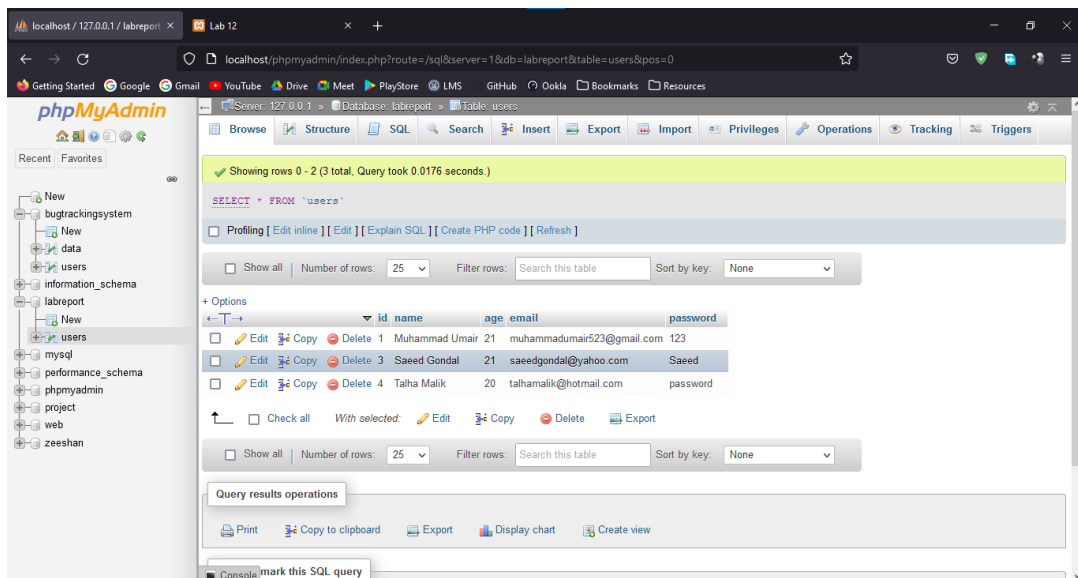 localhost / 127.0.0.1 / labreport
Lab 12
localhost/phpmyadmin/index.php?route=/sql&server=1&db=labreport&table=users&pos=0
Getting Started Google Gmail YouTube Drive Meet PlayStore LMS GitHub Ookla Bookmarks Resources
phpMyAdmin
Recent Favorites
New
bugtrackingsystem
New
data
users
information_schema
labreport
New
users
mysql
performance_schema
phpmyadmin
project
web
zeeshan
Server: 127.0.0.1 » Database: labreport » Table: users
Browse Structure SQL Search Insert Export Import Privileges Operations Tracking Triggers
Showing rows 0 - 2 (3 total, Query took 0.0176 seconds.)
SELECT * FROM `users`
Profiling [ Edit inline ] [ Edit ] [ Explain SQL ] [ Create PHP code ] [ Refresh ]
Show all | Number of rows: 25 Filter rows: Search this table Sort by key: None
+ Options
←T→ id name age email password
Edit Copy Delete 1 Muhammad Umair 21 muhammadumair523@gmail.com 123
Edit Copy Delete 3 Saeed Gondal 21 saeedgondal@yahoo.com Saeed
Edit Copy Delete 4 Talha Malik 20 talhamalik@hotmail.com password
Check all With selected: Edit Copy Delete Export
Show all | Number of rows: 25 Filter rows: Search this table Sort by key: None
Query results operations
Print Copy to clipboard Export Display chart Create view
Console mark this SQL query